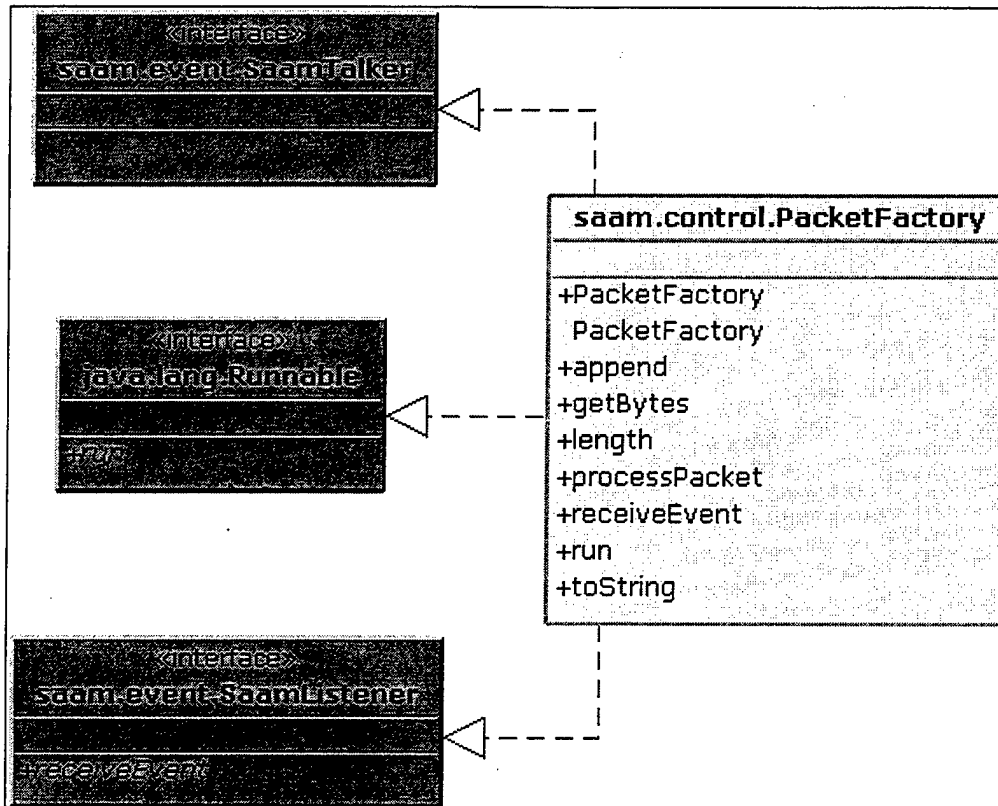 «interface»
saam.event.SaamTalker
saam.control.PacketFactory
+PacketFactory
PacketFactory
+append
+getBytes
+length
+processPacket
+receiveEvent
+run
+toString
«interface»
java.lang.Runnable
+run
«interface»
saam.event.SaamListener
+receiveEvent